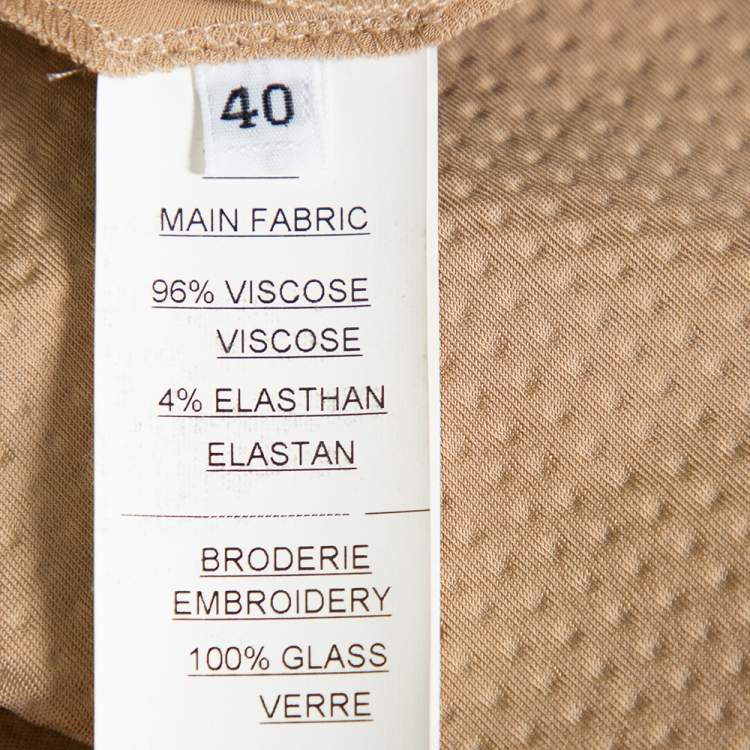 40
MAIN FABRIC
96% VISCOSE
VISCOSE
4% ELASTHAN
ELASTAN
BRODERIE
EMBROIDERY
100% GLASS
VERRE